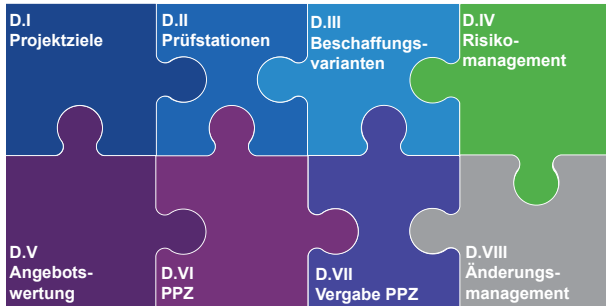 D.I
Projektziele
D.II
Prüfstationen
D.III
Beschaffungs-
varianten
D.IV
Risiko-
management
D.V
Angebots-
wertung
D.VI
PPZ
D.VII
Vergabe PPZ
D.VIII
Änderungs-
management